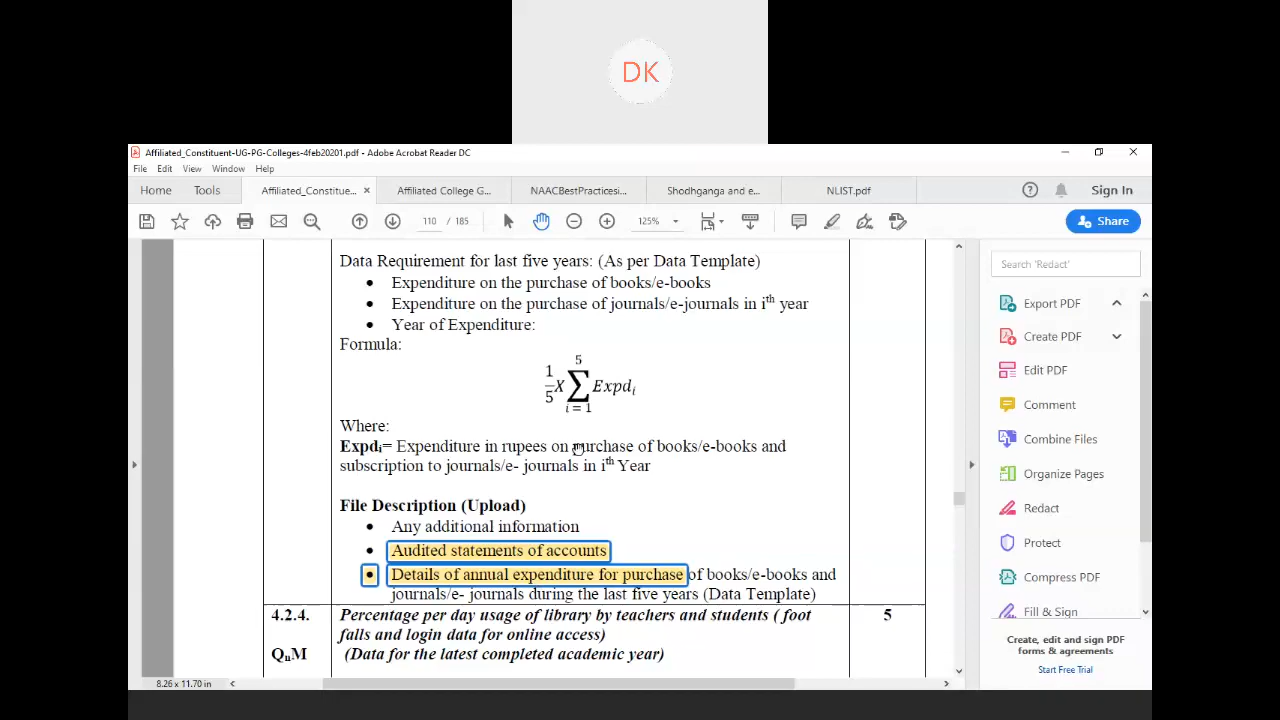 DK
Affiliated_Constituent-UG-PG-Colleges-4feb20201.pdf - Adobe Acrobat Reader DC
File Edit View Window Help
Home Tools Affiliated_Constitue... × Affiliated College G... NAACBestPracticesi... Shodhganga and e... NLIST.pdf Sign In
110 / 185 125% Share
Data Requirement for last five years: (As per Data Template)
• Expenditure on the purchase of books/e-books
• Expenditure on the purchase of journals/e-journals in iᵗʰ year
• Year of Expenditure:
Formula:
1/5 X ∑ᵢ₌₁⁵ Expdᵢ
Where:
Expdᵢ= Expenditure in rupees on purchase of books/e-books and
subscription to journals/e- journals in iᵗʰ Year
File Description (Upload)
• Any additional information
• Audited statements of accounts
• Details of annual expenditure for purchase of books/e-books and
journals/e- journals during the last five years (Data Template)
4.2.4. Percentage per day usage of library by teachers and students ( foot 5
falls and login data for online access)
QₙM (Data for the latest completed academic year)
8.26 x 11.70 in
Search 'Redact'
Export PDF
Create PDF
Edit PDF
Comment
Combine Files
Organize Pages
Redact
Protect
Compress PDF
Fill & Sign
Create, edit and sign PDF
forms & agreements
Start Free Trial